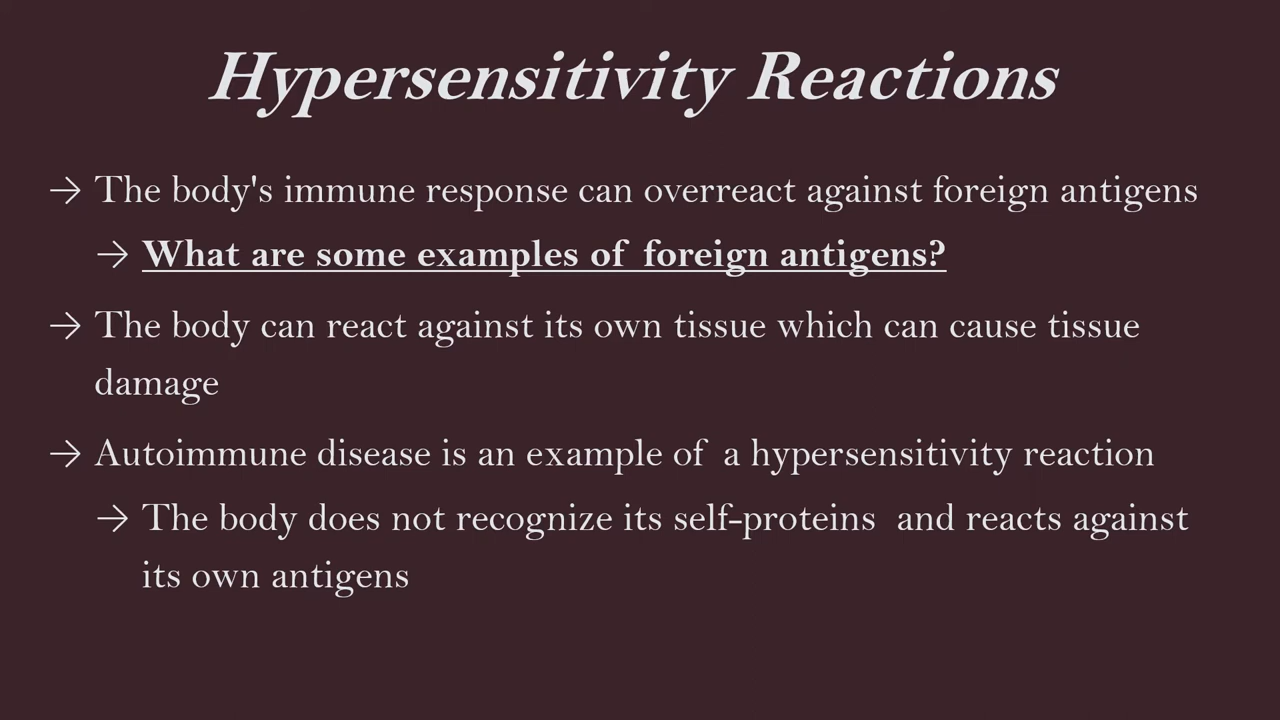 Hypersensitivity Reactions
→ The body's immune response can overreact against foreign antigens
→ What are some examples of foreign antigens?
→ The body can react against its own tissue which can cause tissue
damage
→ Autoimmune disease is an example of a hypersensitivity reaction
→ The body does not recognize its self-proteins and reacts against
its own antigens